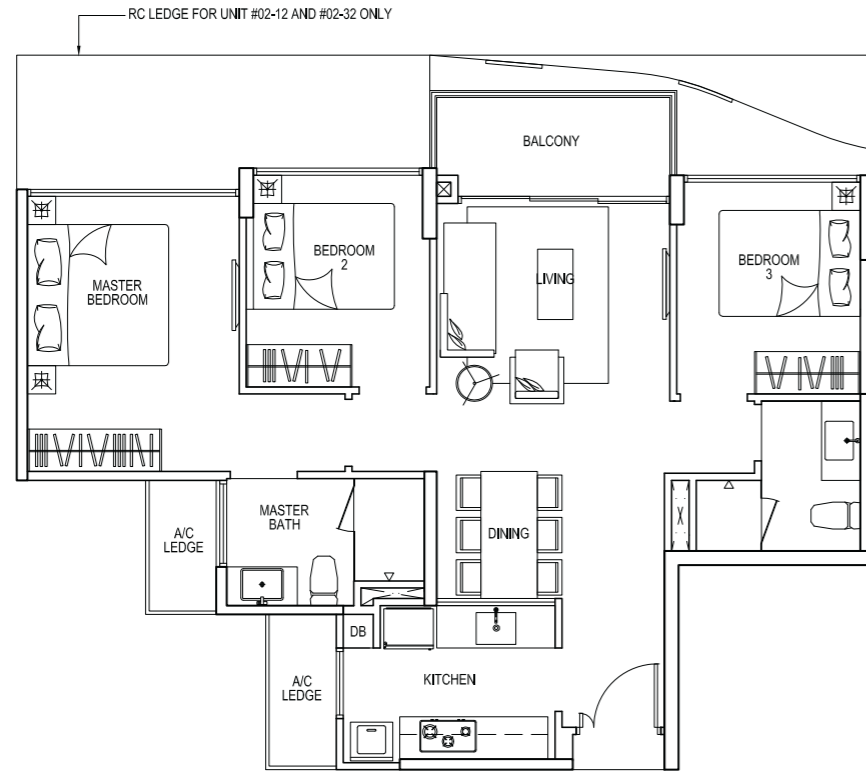 RC LEDGE FOR UNIT #02-12 AND #02-32 ONLY
BALCONY
MASTER
BEDROOM
BEDROOM
2
LIVING
BEDROOM
3
A/C
LEDGE
MASTER
BATH
DINING
DB
A/C
LEDGE
KITCHEN